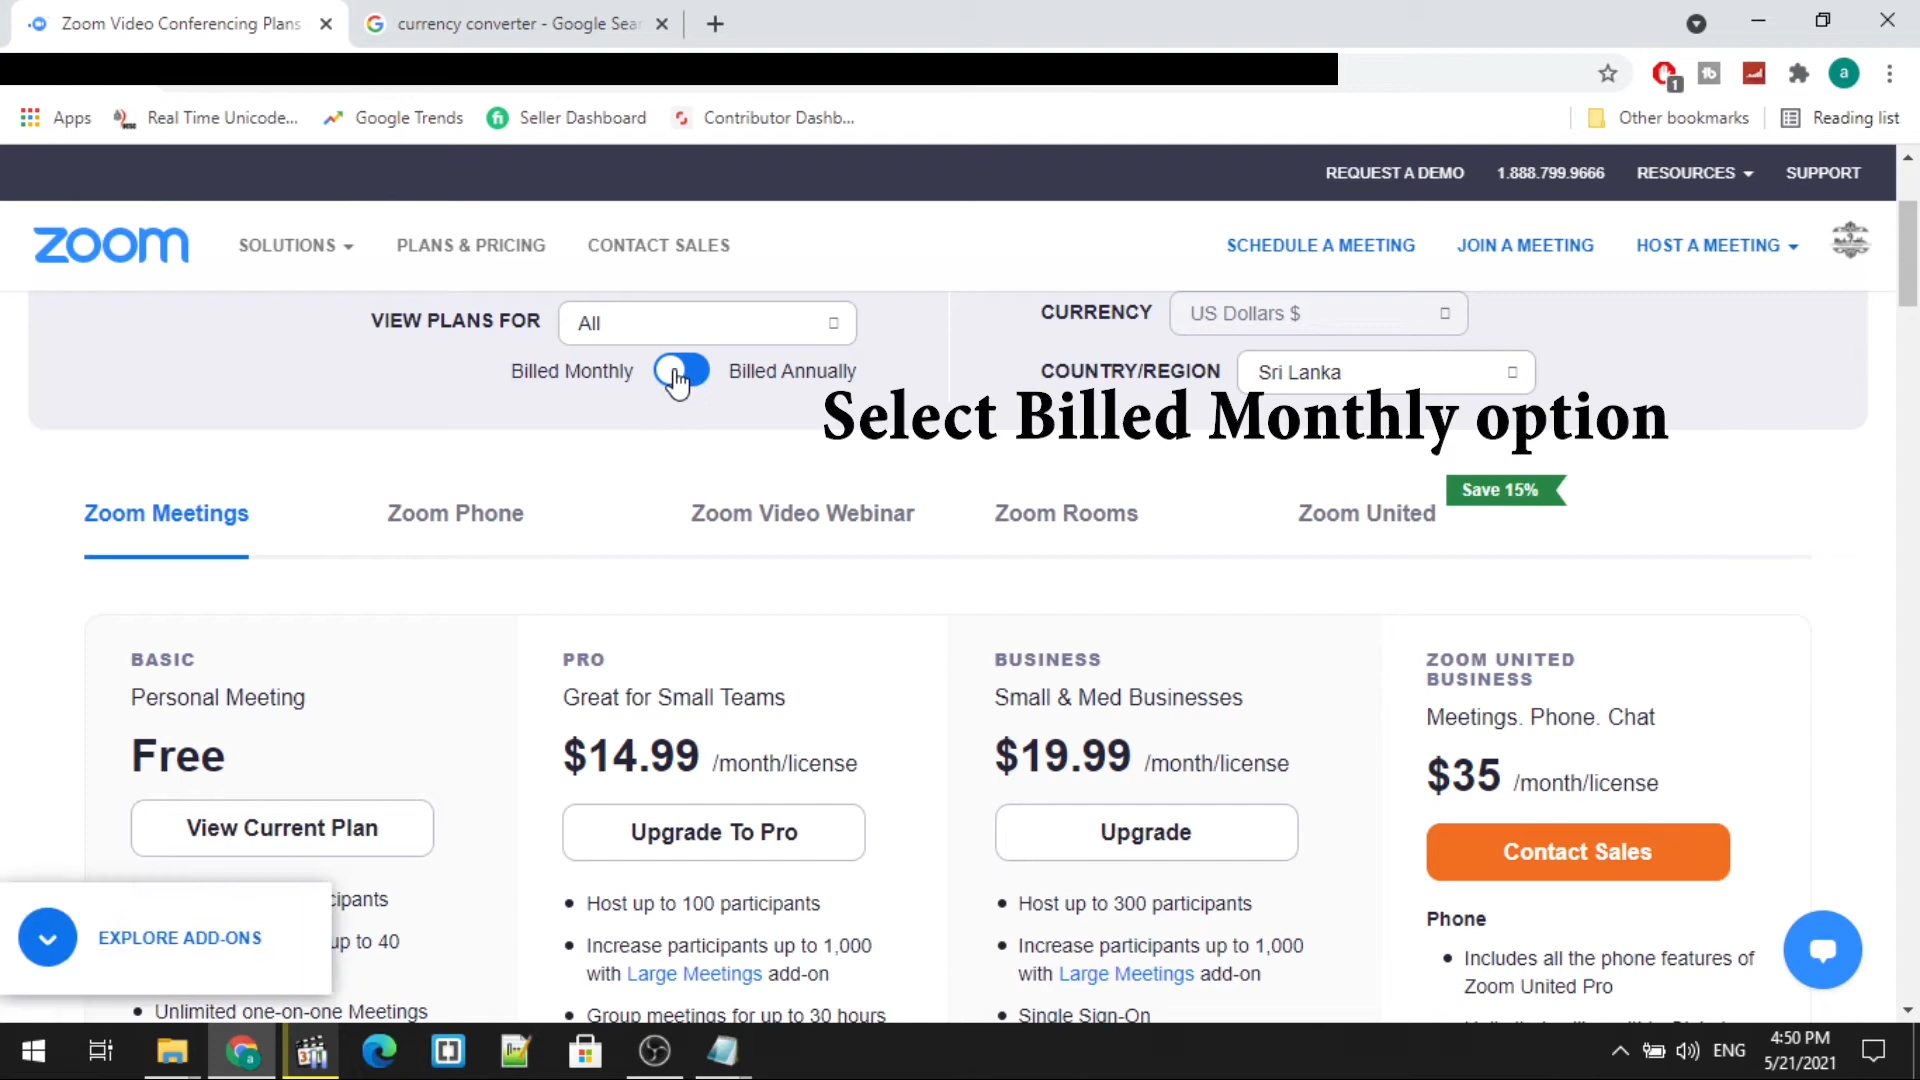 Zoom Video Conferencing Plans
currency converter - Google Sear
Apps
Real Time Unicode...
Google Trends
Seller Dashboard
Contributor Dashb...
Other bookmarks
Reading list
REQUEST A DEMO
1.888.799.9666
RESOURCES
SUPPORT
zoom
SOLUTIONS
PLANS & PRICING
CONTACT SALES
SCHEDULE A MEETING
JOIN A MEETING
HOST A MEETING
VIEW PLANS FOR
All
CURRENCY
US Dollars $
Billed Monthly
Billed Annually
COUNTRY/REGION
Sri Lanka
Select Billed Monthly option
Zoom Meetings
Zoom Phone
Zoom Video Webinar
Zoom Rooms
Zoom United
Save 15%
BASIC
Personal Meeting
Free
View Current Plan
cipants
up to 40
Unlimited one-on-one Meetings
PRO
Great for Small Teams
$14.99 /month/license
Upgrade To Pro
Host up to 100 participants
Increase participants up to 1,000
with Large Meetings add-on
Group meetings for up to 30 hours
BUSINESS
Small & Med Businesses
$19.99 /month/license
Upgrade
Host up to 300 participants
Increase participants up to 1,000
with Large Meetings add-on
Single Sign-On
ZOOM UNITED
BUSINESS
Meetings. Phone. Chat
$35 /month/license
Contact Sales
Phone
Includes all the phone features of
Zoom United Pro
EXPLORE ADD-ONS
ENG
4:50 PM
5/21/2021